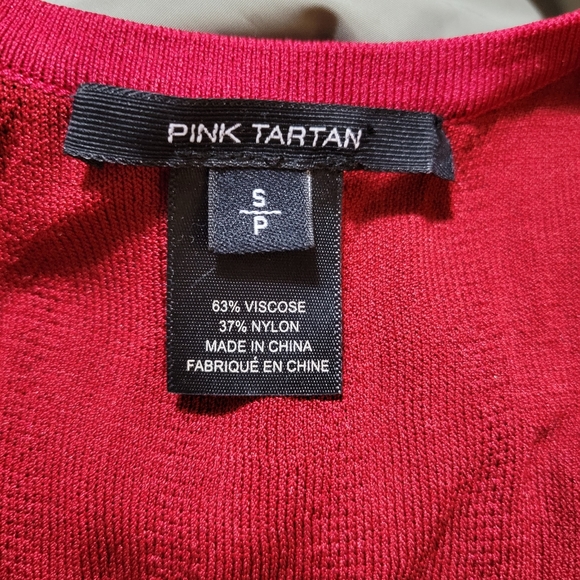 PINK TARTAN
S
P
63% VISCOSE
37% NYLON
MADE IN CHINA
FABRIQUÉ EN CHINE